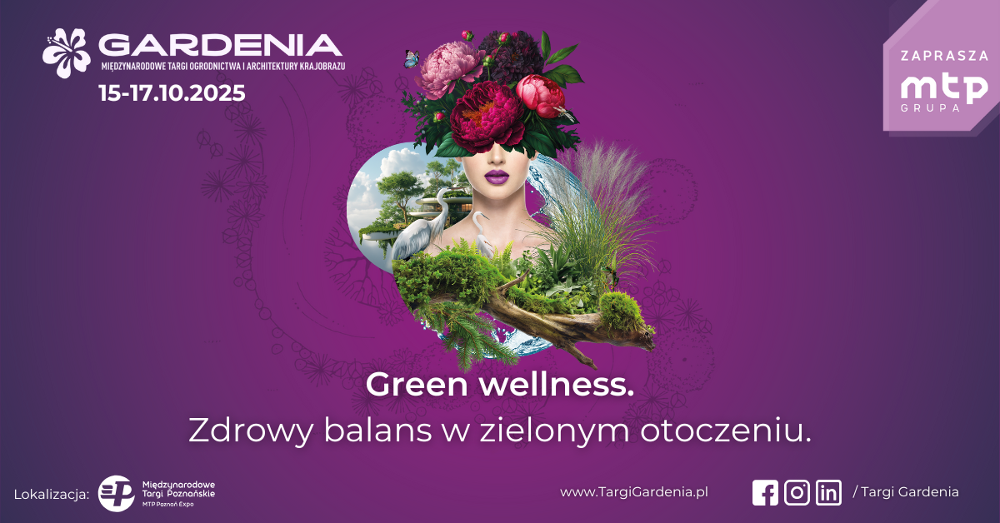 GARDENIA
MIĘDZYNARODOWE TARGI OGRODNICTWA I ARCHITEKTURY KRAJOBRAZU
15-17.10.2025
ZAPRASZA
mtp
GRUPA
Green wellness.
Zdrowy balans w zielonym otoczeniu.
Lokalizacja:
Międzynarodowe
Targi Poznańskie
MTP Poznań Expo
www.TargiGardenia.pl
/ Targi Gardenia